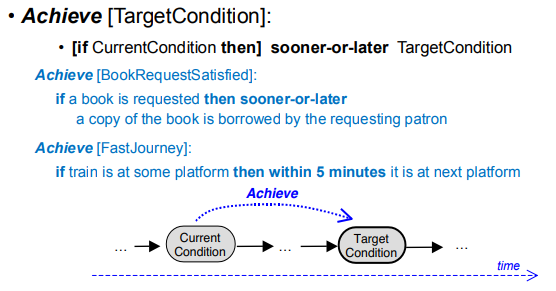 • Achieve [TargetCondition]:
• [if CurrentCondition then] sooner-or-later TargetCondition
Achieve [BookRequestSatisfied]:
if a book is requested then sooner-or-later
a copy of the book is borrowed by the requesting patron
Achieve [FastJourney]:
if train is at some platform then within 5 minutes it is at next platform
Achieve
... Current Condition ... Target Condition ...
time